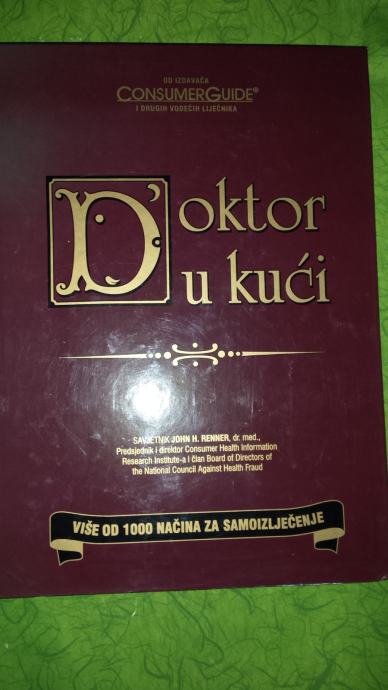 OD IZDAVAČA
CONSUMERGUIDE®
I DRUGIH VODEĆIH LIJEČNIKA
Doktor
u kući
SAVJETNIK JOHN H. RENNER, dr. med.,
Predsjednik i direktor Consumer Health Information
Research Institute-a i član Board of Directors of
the National Council Against Health Fraud
VIŠE OD 1000 NAČINA ZA SAMOIZLJEČENJE